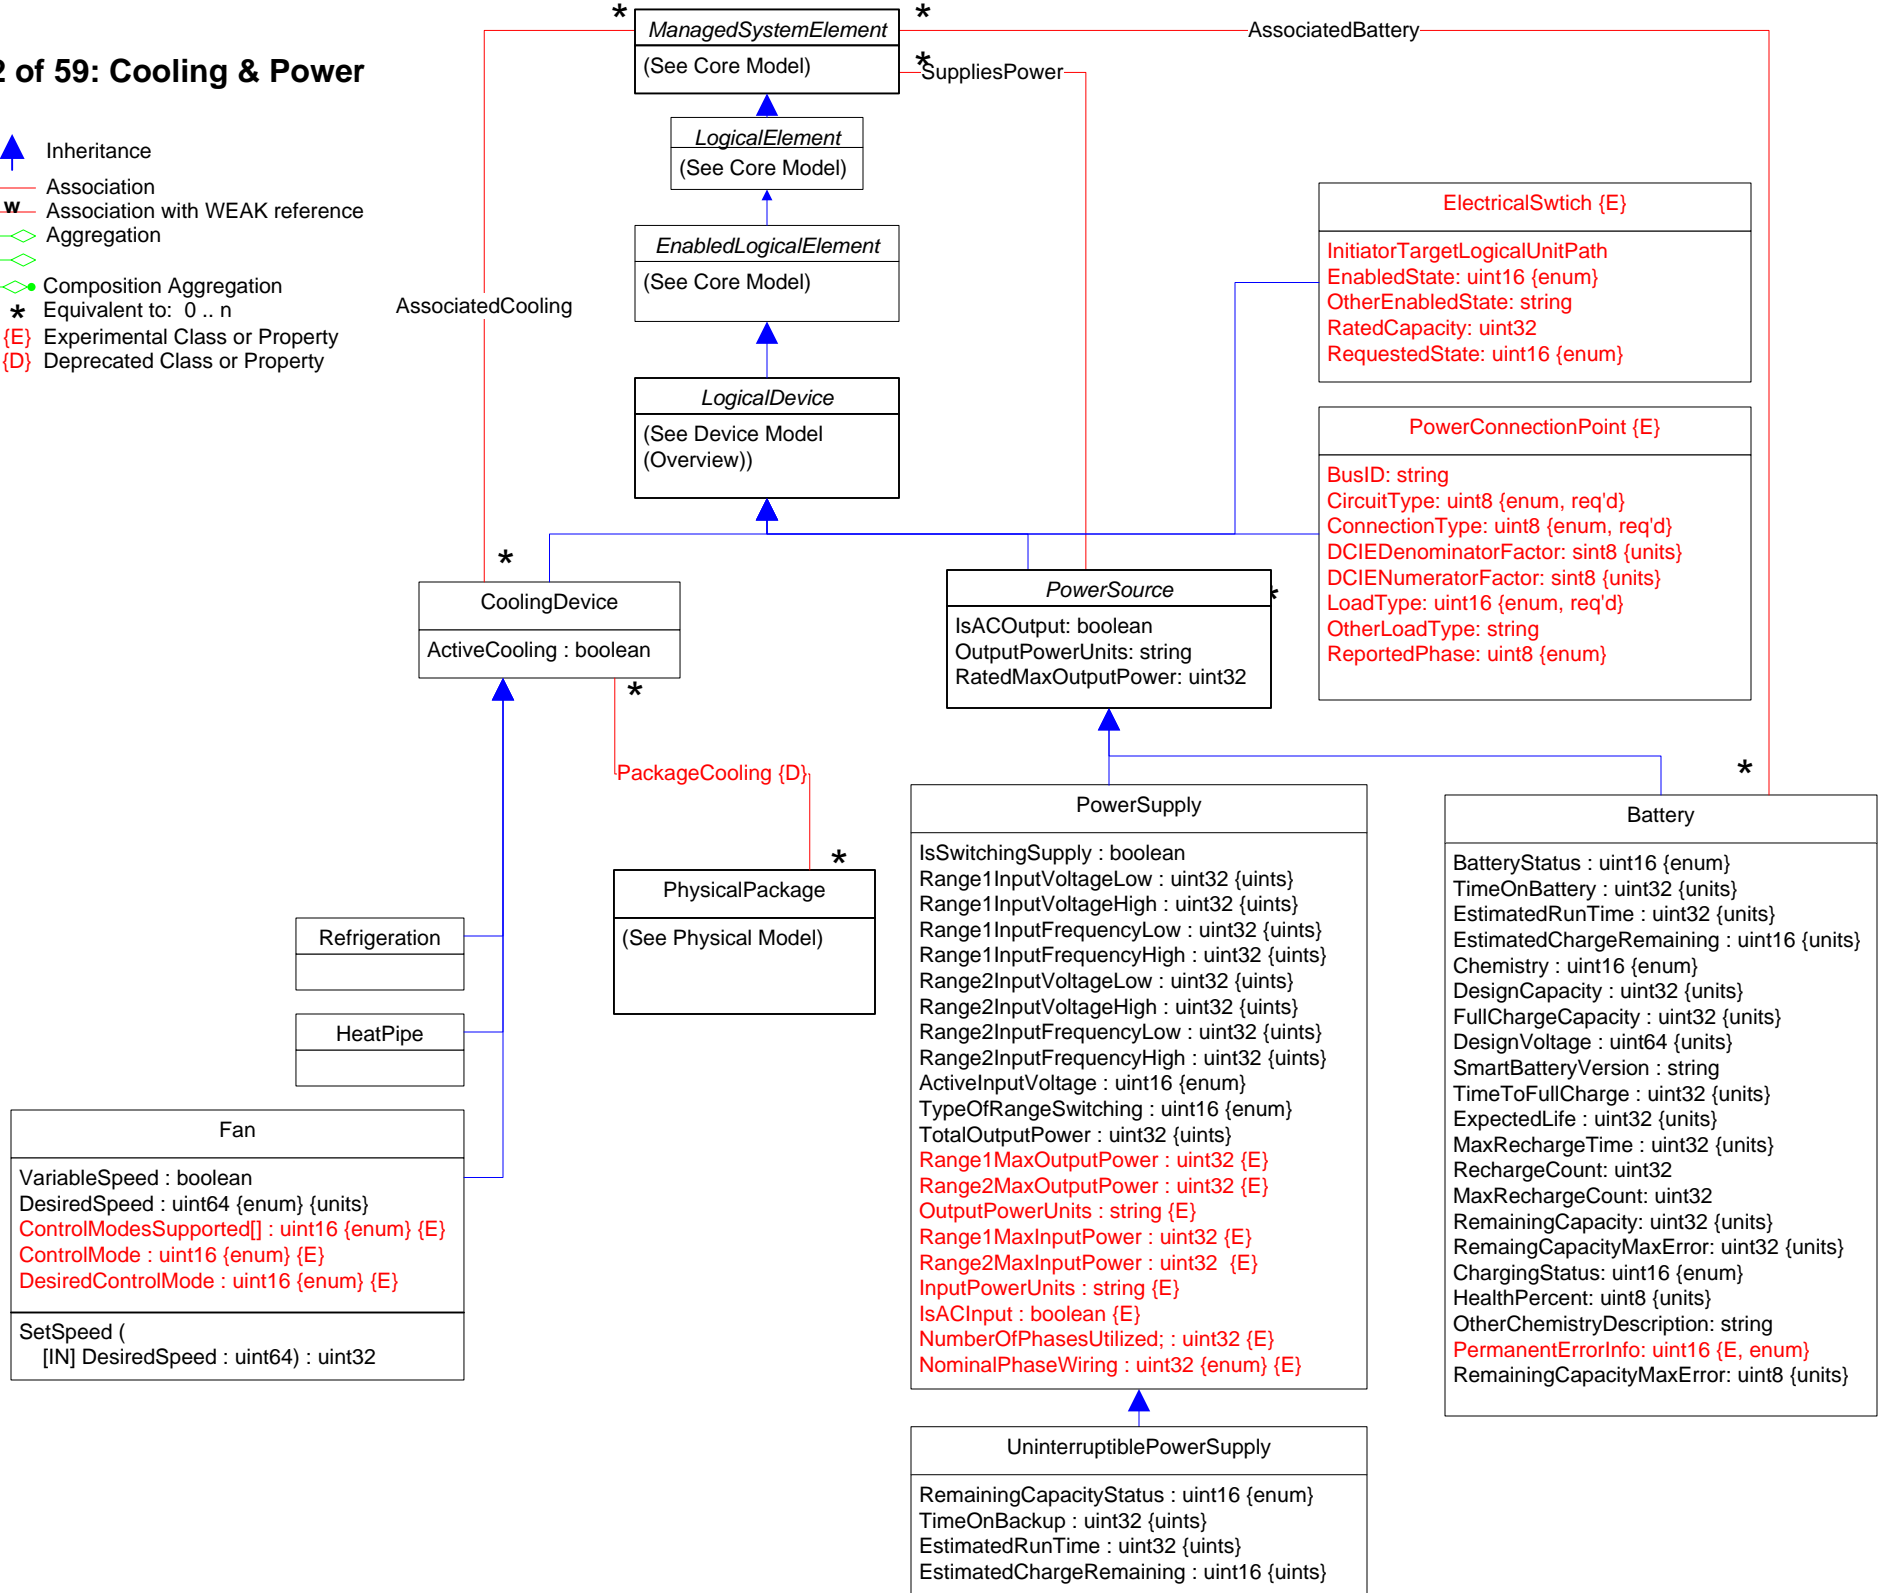 2 of 59: Cooling & Power
Inheritance
Association
w Association with WEAK reference
Aggregation
Composition Aggregation
* Equivalent to: 0 .. n
{E} Experimental Class or Property
{D} Deprecated Class or Property
* ManagedSystemElement *
(See Core Model)
*
AssociatedBattery
SuppliesPower
LogicalElement
(See Core Model)
EnabledLogicalElement
(See Core Model)
AssociatedCooling
LogicalDevice
(See Device Model
(Overview))
ElectricalSwtich {E}
InitiatorTargetLogicalUnitPath
EnabledState: uint16 {enum}
OtherEnabledState: string
RatedCapacity: uint32
RequestedState: uint16 {enum}
PowerConnectionPoint {E}
BusID: string
CircuitType: uint8 {enum, req'd}
ConnectionType: uint8 {enum, req'd}
DCIEDenominatorFactor: sint8 {units}
DCIENumeratorFactor: sint8 {units}
LoadType: uint16 {enum, req'd}
OtherLoadType: string
ReportedPhase: uint8 {enum}
*
CoolingDevice
ActiveCooling : boolean
*
PowerSource
*
IsACOutput: boolean
OutputPowerUnits: string
RatedMaxOutputPower: uint32
PackageCooling {D}
*
PhysicalPackage
(See Physical Model)
Refrigeration
HeatPipe
Fan
VariableSpeed : boolean
DesiredSpeed : uint64 {enum} {units}
ControlModesSupported[] : uint16 {enum} {E}
ControlMode : uint16 {enum} {E}
DesiredControlMode : uint16 {enum} {E}
SetSpeed (
[IN] DesiredSpeed : uint64) : uint32
PowerSupply
IsSwitchingSupply : boolean
Range1InputVoltageLow : uint32 {uints}
Range1InputVoltageHigh : uint32 {uints}
Range1InputFrequencyLow : uint32 {uints}
Range1InputFrequencyHigh : uint32 {uints}
Range2InputVoltageLow : uint32 {uints}
Range2InputVoltageHigh : uint32 {uints}
Range2InputFrequencyLow : uint32 {uints}
Range2InputFrequencyHigh : uint32 {uints}
ActiveInputVoltage : uint16 {enum}
TypeOfRangeSwitching : uint16 {enum}
TotalOutputPower : uint32 {uints}
Range1MaxOutputPower : uint32 {E}
Range2MaxOutputPower : uint32 {E}
OutputPowerUnits : string {E}
Range1MaxInputPower : uint32 {E}
Range2MaxInputPower : uint32 {E}
InputPowerUnits : string {E}
IsACInput : boolean {E}
NumberOfPhasesUtilized; : uint32 {E}
NominalPhaseWiring : uint32 {enum} {E}
*
Battery
BatteryStatus : uint16 {enum}
TimeOnBattery : uint32 {units}
EstimatedRunTime : uint32 {units}
EstimatedChargeRemaining : uint16 {units}
Chemistry : uint16 {enum}
DesignCapacity : uint32 {units}
FullChargeCapacity : uint32 {units}
DesignVoltage : uint64 {units}
SmartBatteryVersion : string
TimeToFullCharge : uint32 {units}
ExpectedLife : uint32 {units}
MaxRechargeTime : uint32 {units}
RechargeCount: uint32
MaxRechargeCount: uint32
RemainingCapacity: uint32 {units}
RemaingCapacityMaxError: uint32 {units}
ChargingStatus: uint16 {enum}
HealthPercent: uint8 {units}
OtherChemistryDescription: string
PermanentErrorInfo: uint16 {E, enum}
RemainingCapacityMaxError: uint8 {units}
UninterruptiblePowerSupply
RemainingCapacityStatus : uint16 {enum}
TimeOnBackup : uint32 {uints}
EstimatedRunTime : uint32 {uints}
EstimatedChargeRemaining : uint16 {uints}